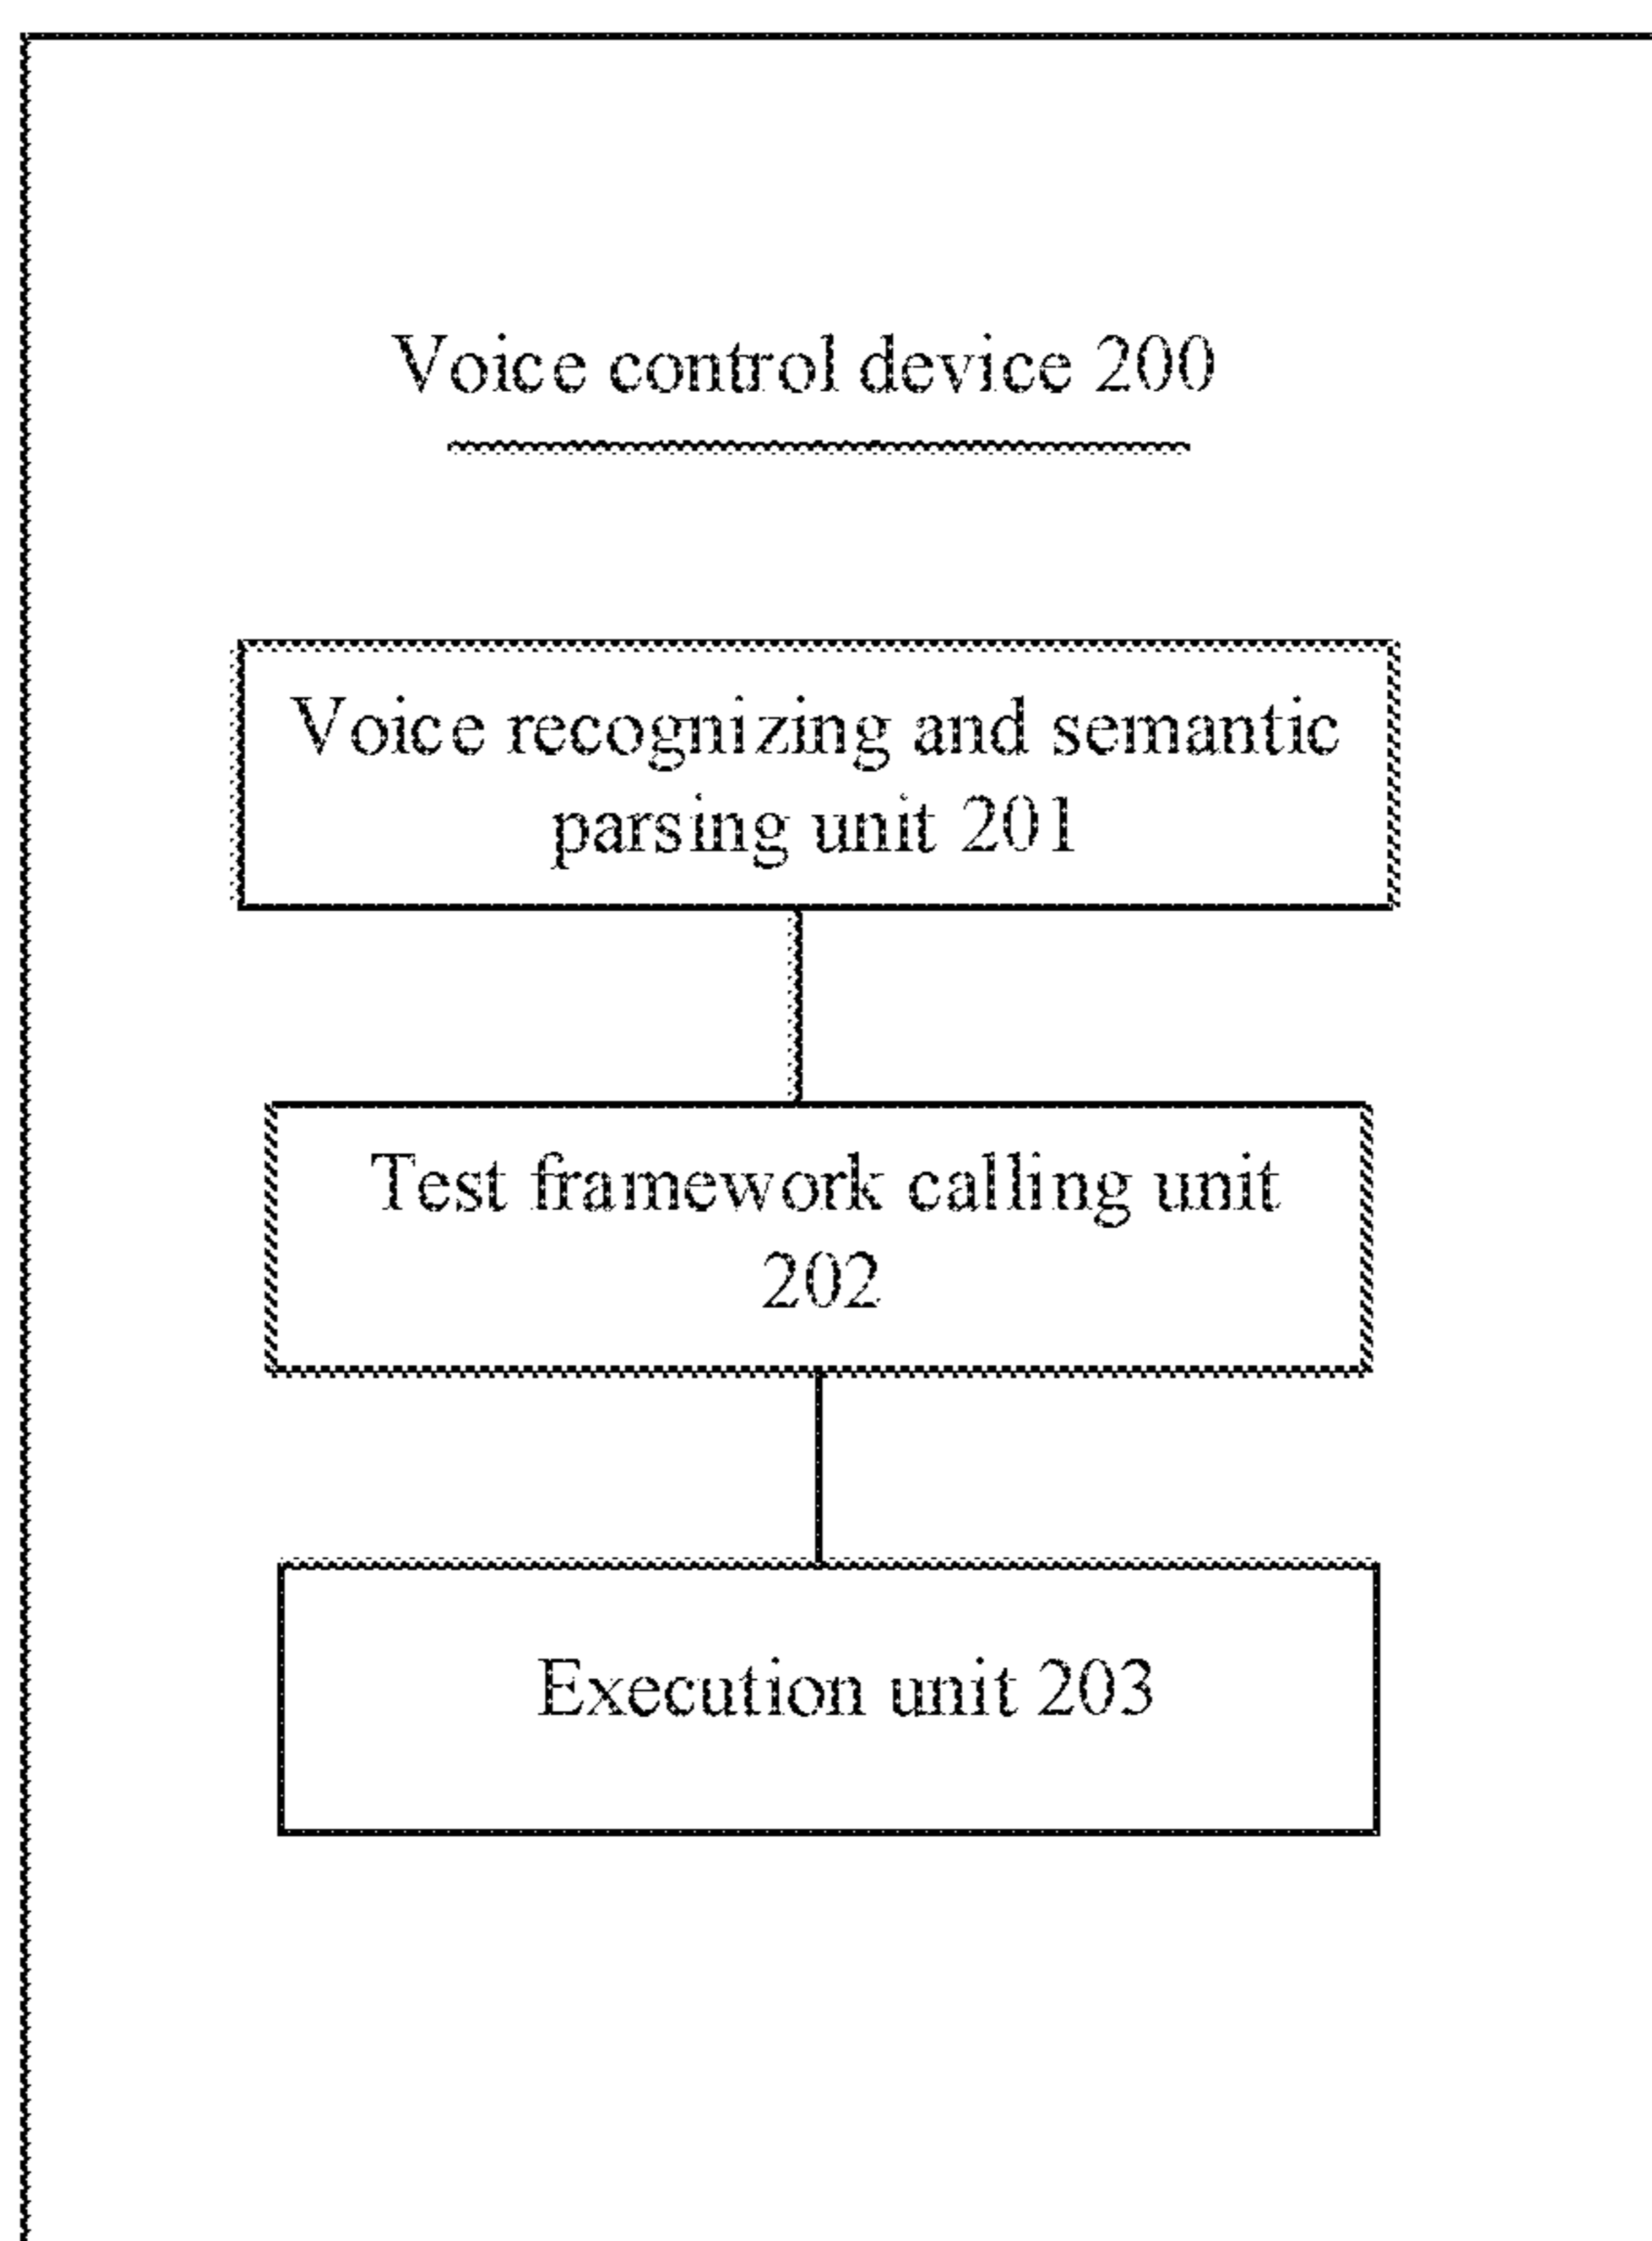 Voice control device 200
Voice recognizing and semantic
parsing unit 201
Test framework calling unit
202
Execution unit 203